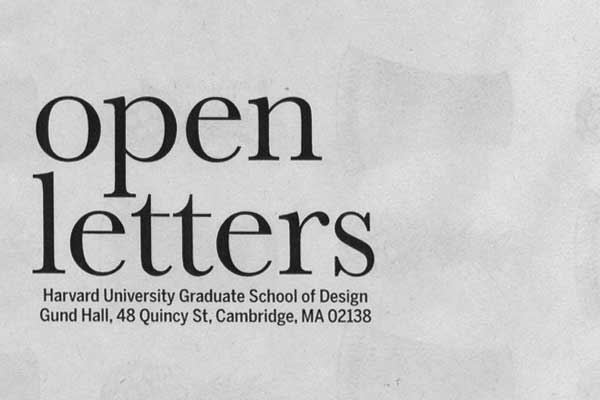 open
letters
Harvard University Graduate School of Design
Gund Hall, 48 Quincy St, Cambridge, MA 02138